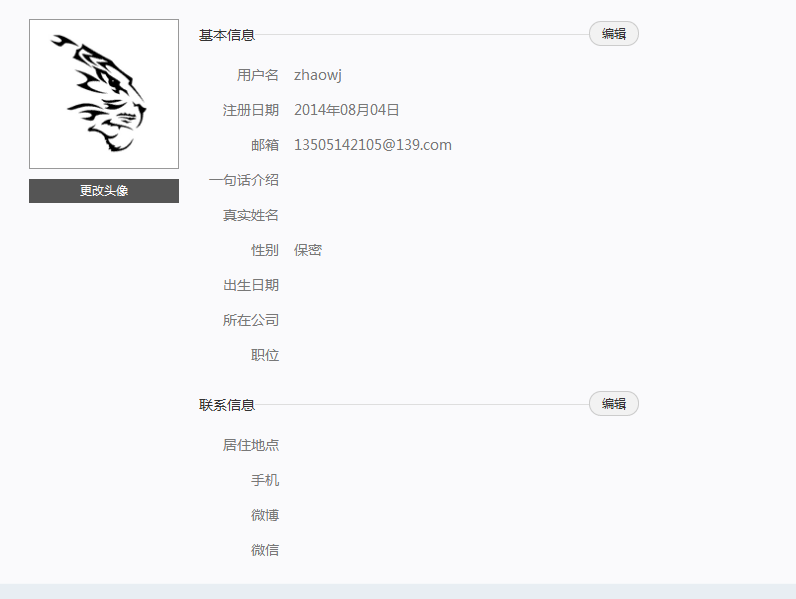 基本信息 编辑
用户名 zhaowj
注册日期 2014年08月04日
邮箱 13505142105@139.com
更改头像
一句话介绍
真实姓名
性别 保密
出生日期
所在公司
职位
联系信息 编辑
居住地点
手机
微博
微信